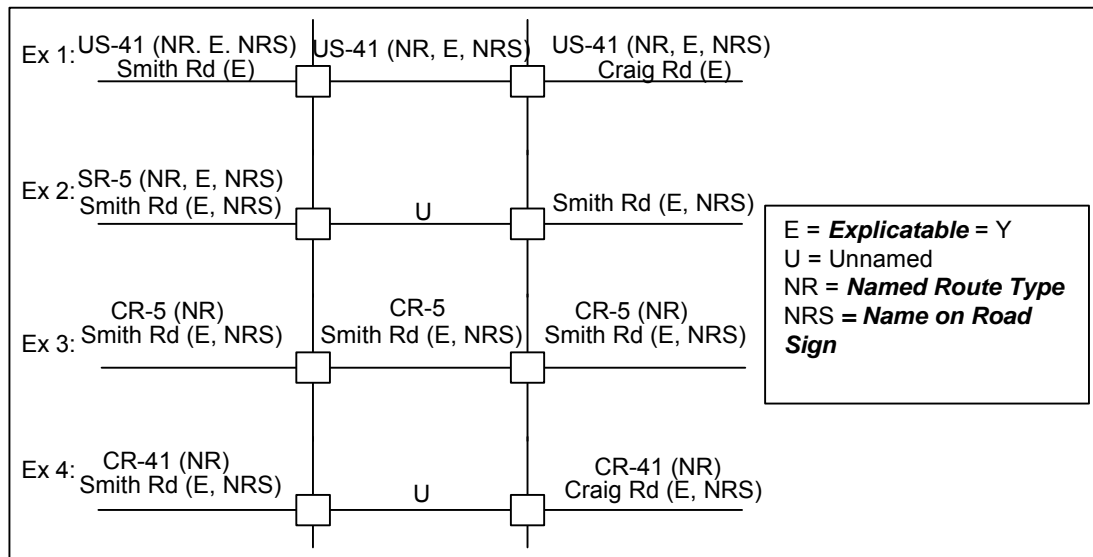 Ex 1:
US-41 (NR. E. NRS)
Smith Rd (E)
US-41 (NR, E, NRS)
US-41 (NR, E, NRS)
Craig Rd (E)
Ex 2:
SR-5 (NR, E, NRS)
Smith Rd (E, NRS)
U
Smith Rd (E, NRS)
Ex 3:
CR-5 (NR)
Smith Rd (E, NRS)
CR-5
Smith Rd (E, NRS)
CR-5 (NR)
Smith Rd (E, NRS)
Ex 4:
CR-41 (NR)
Smith Rd (E, NRS)
U
CR-41 (NR)
Craig Rd (E, NRS)
E = Explicatable = Y
U = Unnamed
NR = Named Route Type
NRS = Name on Road
Sign